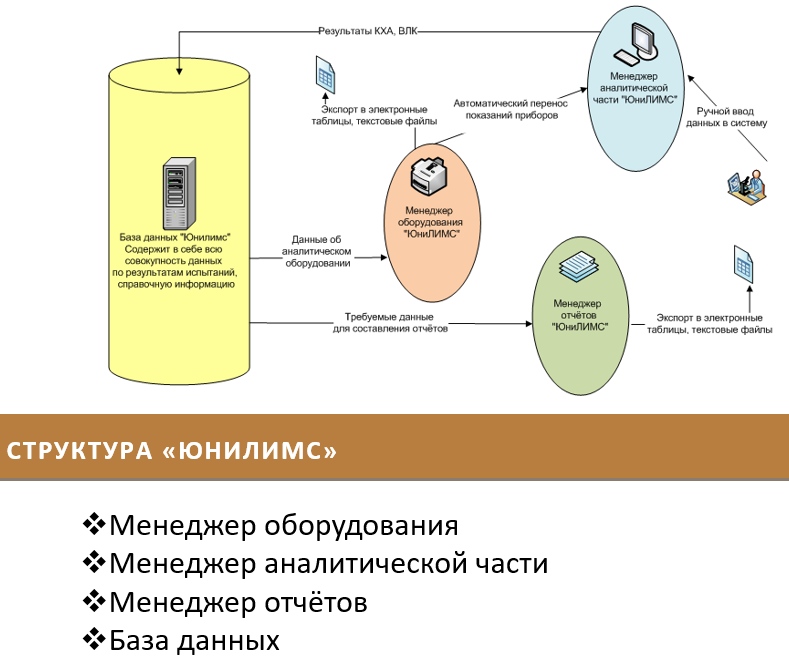 Результаты КХА, ВЛК
Менеджер
аналитической
части "ЮниЛИМС"
Экспорт в электронные
таблицы, текстовые файлы
Автоматический перенос
показаний приборов
Ручной ввод
данных в систему
Менеджер
оборудования
"ЮниЛИМС"
База данных "Юнилимс"
Содержит в себе всю
совокупность данных
по результатам испытаний,
справочную информацию
Данные об
аналитическом
оборудовании
Менеджер
отчётов
"ЮниЛИМС"
Требуемые данные
для составления отчётов
Экспорт в электронные
таблицы, текстовые файлы
СТРУКТУРА «ЮНИЛИМС»
❖Менеджер оборудования
❖Менеджер аналитической части
❖Менеджер отчётов
❖База данных